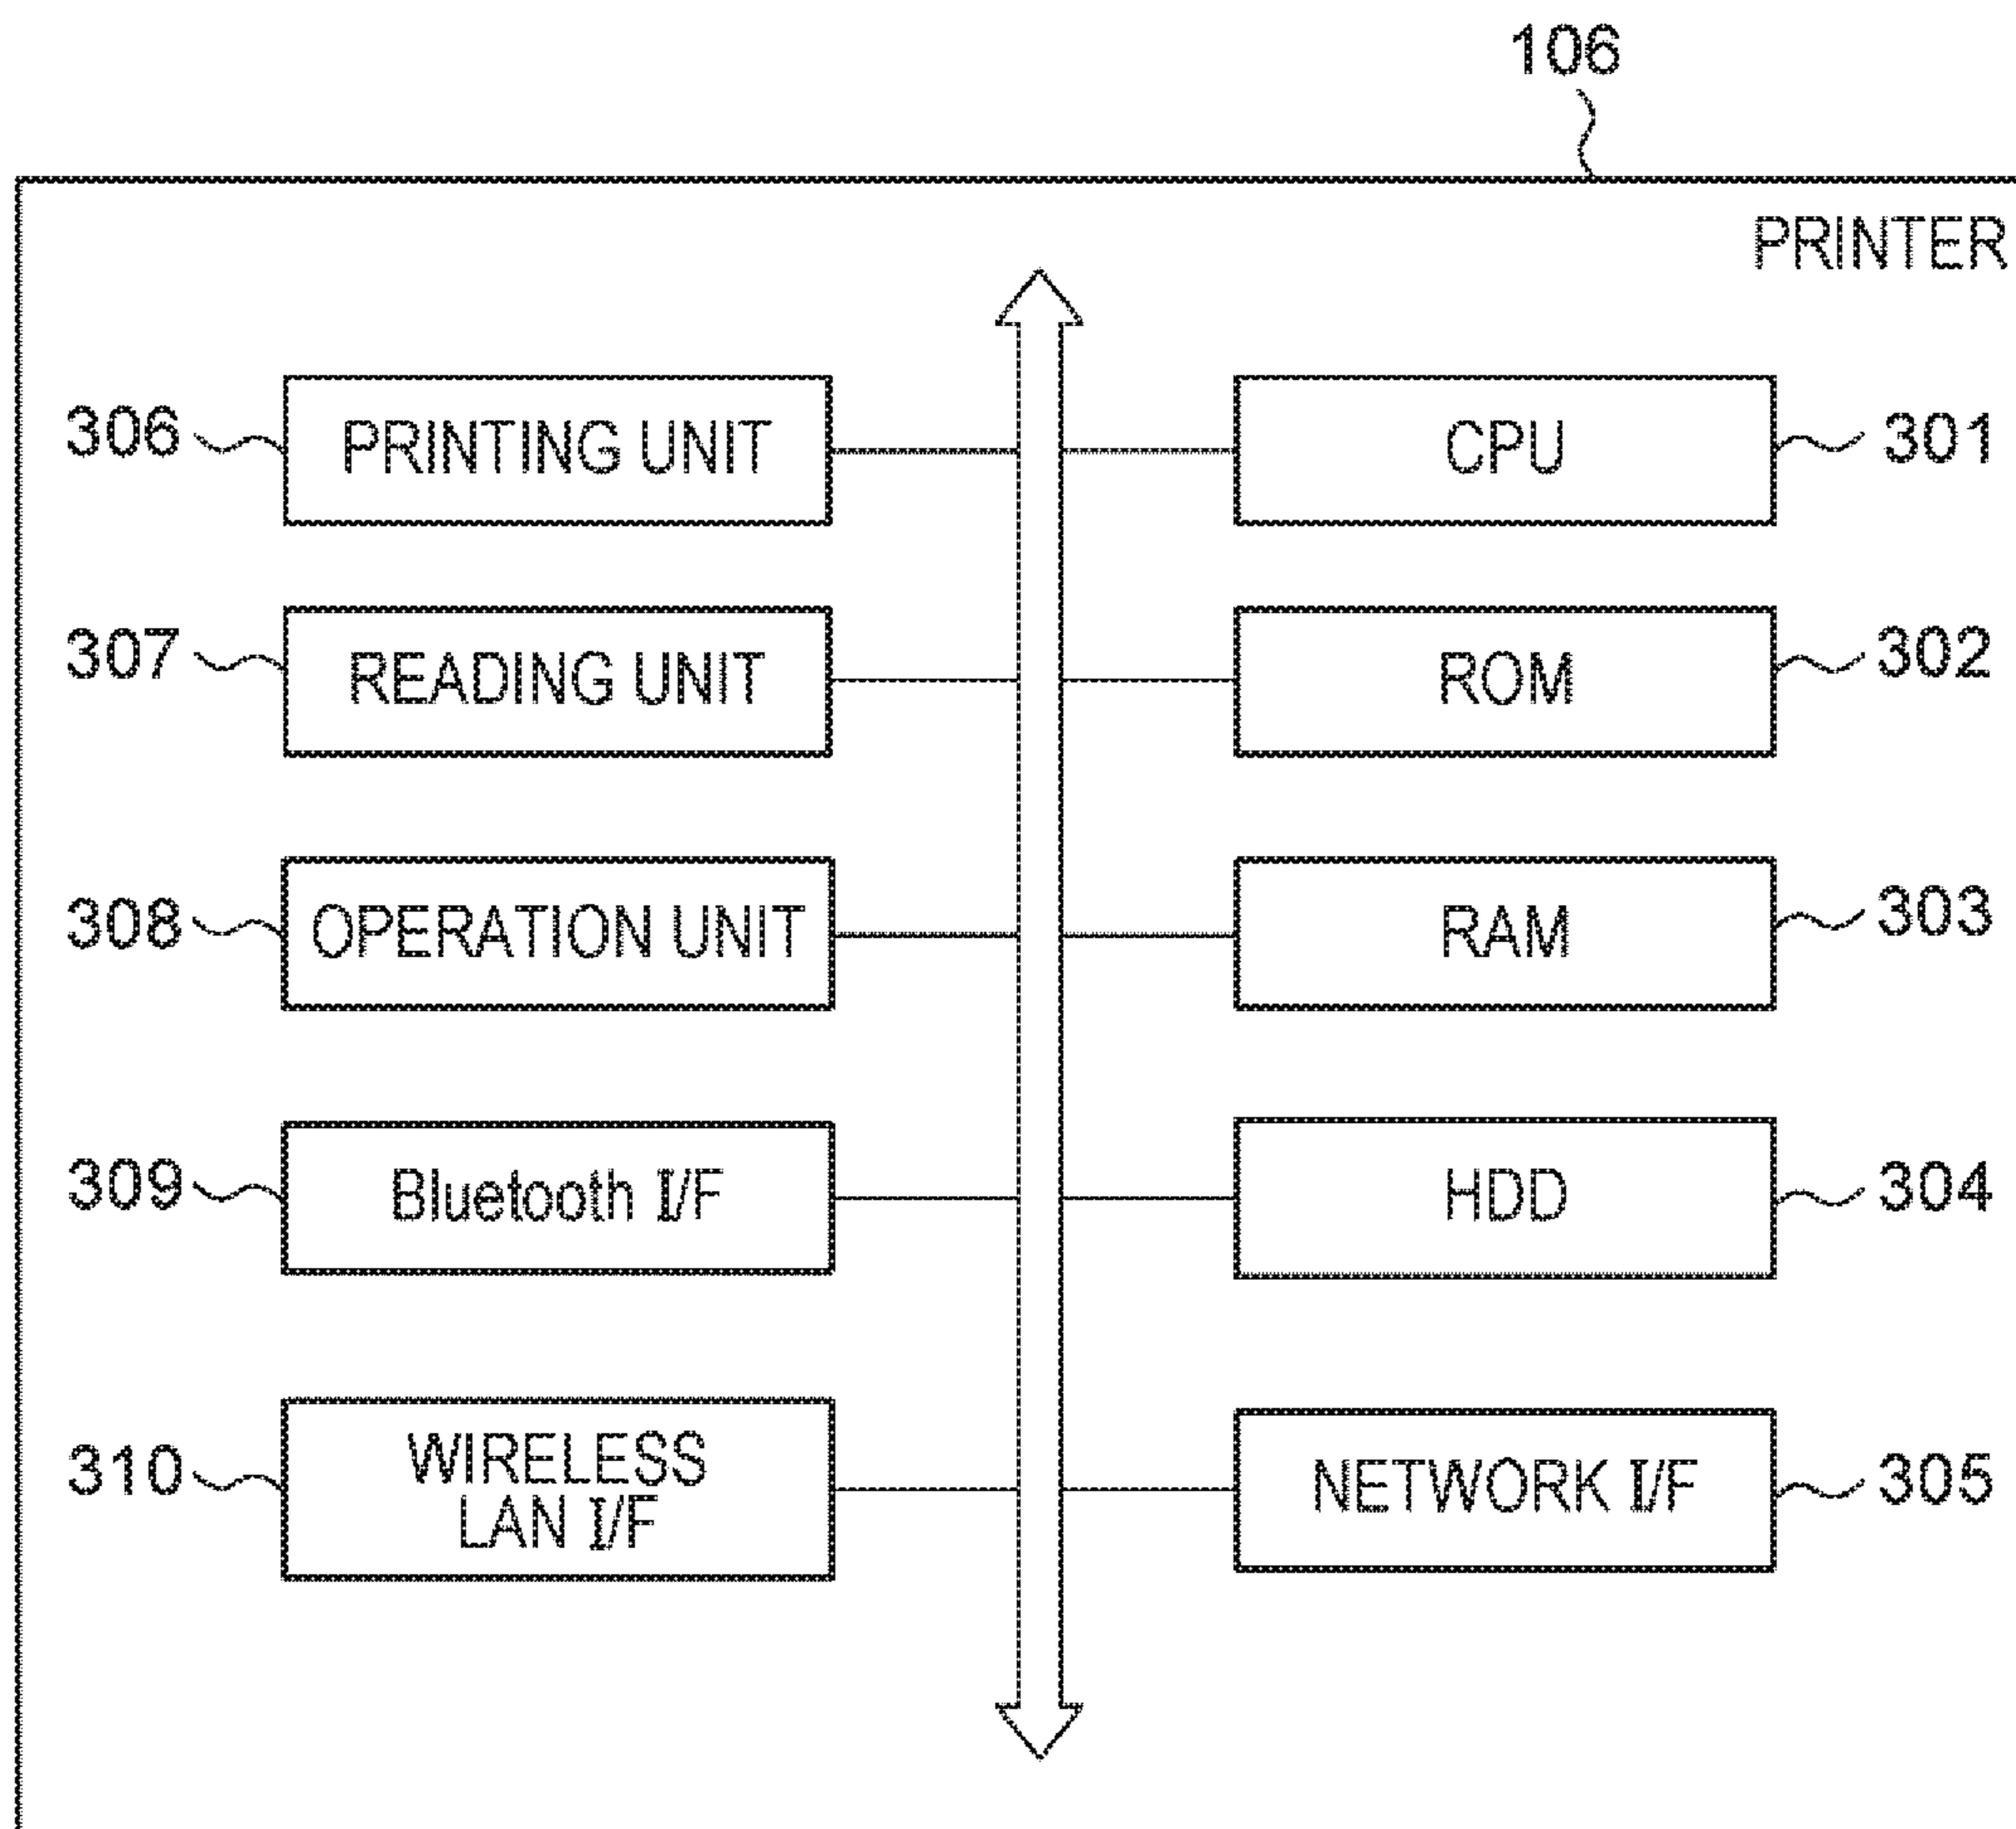 106
PRINTER
306 PRINTING UNIT CPU 301
307 READING UNIT ROM 302
308 OPERATION UNIT RAM 303
309 Bluetooth I/F HDD 304
310 WIRELESS
LAN I/F NETWORK I/F 305